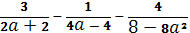 3/(2a + 2) − 1/(4a − 4) − 4/(8 − 8a²)